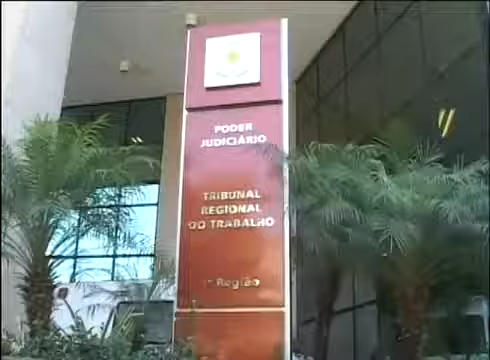 PODER
JUDICIÁRIO
TRIBUNAL
REGIONAL
DO TRABALHO
Região